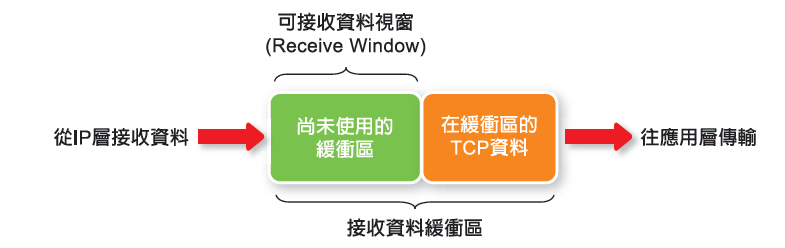 可接收資料視窗
(Receive Window)
從IP層接收資料
尚未使用的
緩衝區
在緩衝區的
TCP資料
往應用層傳輸
接收資料緩衝區